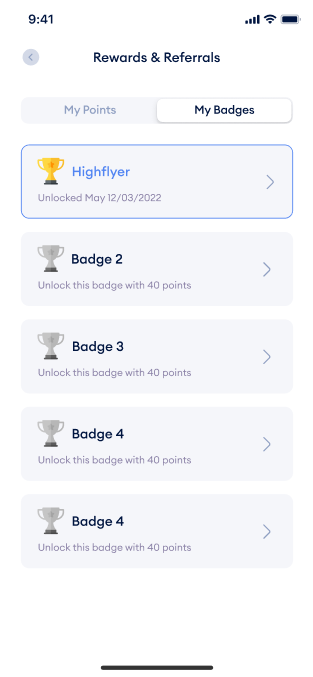 9:41
Rewards & Referrals
My Points
My Badges
Highflyer
Unlocked May 12/03/2022
Badge 2
Unlock this badge with 40 points
Badge 3
Unlock this badge with 40 points
Badge 4
Unlock this badge with 40 points
Badge 4
Unlock this badge with 40 points